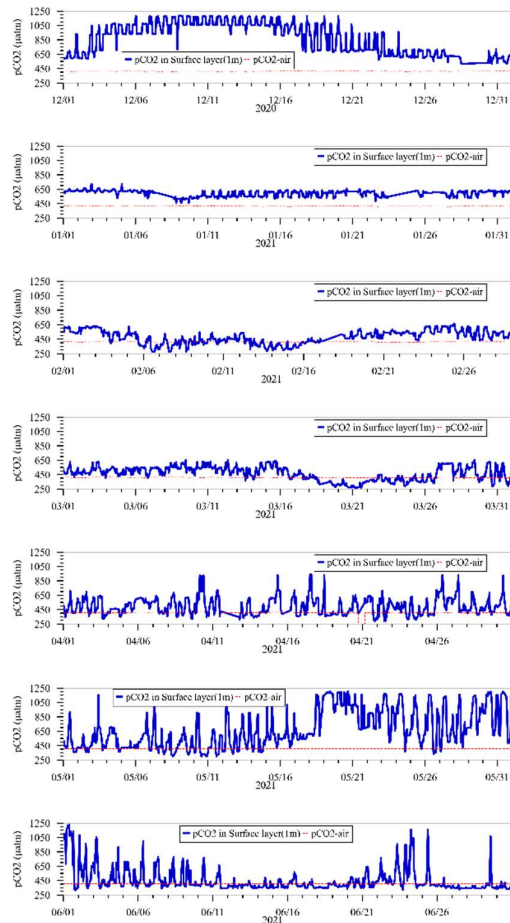 1250
1050
850
650
450
250
pCO2 (μatm)
pCO2 in Surface layer(1m) pCO2-air
12/01 12/06 12/11 12/16 12/21 12/26 12/31
2020
1250
1050
850
650
450
250
pCO2 (μatm)
pCO2 in Surface layer(1m) pCO2-air
01/01 01/06 01/11 01/16 01/21 01/26 01/31
2021
1250
1050
850
650
450
250
pCO2 (μatm)
pCO2 in Surface layer(1m) pCO2-air
02/01 02/06 02/11 02/16 02/21 02/26
2021
1250
1050
850
650
450
250
pCO2 (μatm)
pCO2 in Surface layer(1m) pCO2-air
03/01 03/06 03/11 03/16 03/21 03/26 03/31
2021
1250
1050
850
650
450
250
pCO2 (μatm)
pCO2 in Surface layer(1m) pCO2-air
04/01 04/06 04/11 04/16 04/21 04/26
2021
1250
1050
850
650
450
250
pCO2 (μatm)
pCO2 in Surface layer(1m) pCO2-air
05/01 05/06 05/11 05/16 05/21 05/26 05/31
2021
1250
1050
850
650
450
250
pCO2 (μatm)
pCO2 in Surface layer(1m) pCO2-air
06/01 06/06 06/11 06/16 06/21 06/26
2021